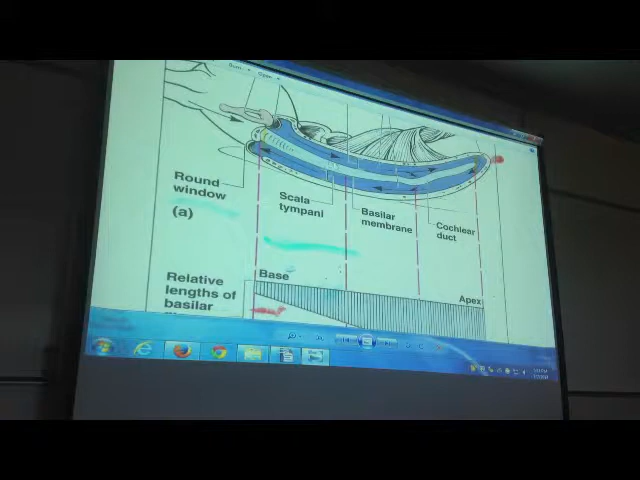 Round
window
(a)
Scala
tympani
Basilar
membrane
Cochlear
duct
Base
Apex
Relative
lengths of
basilar